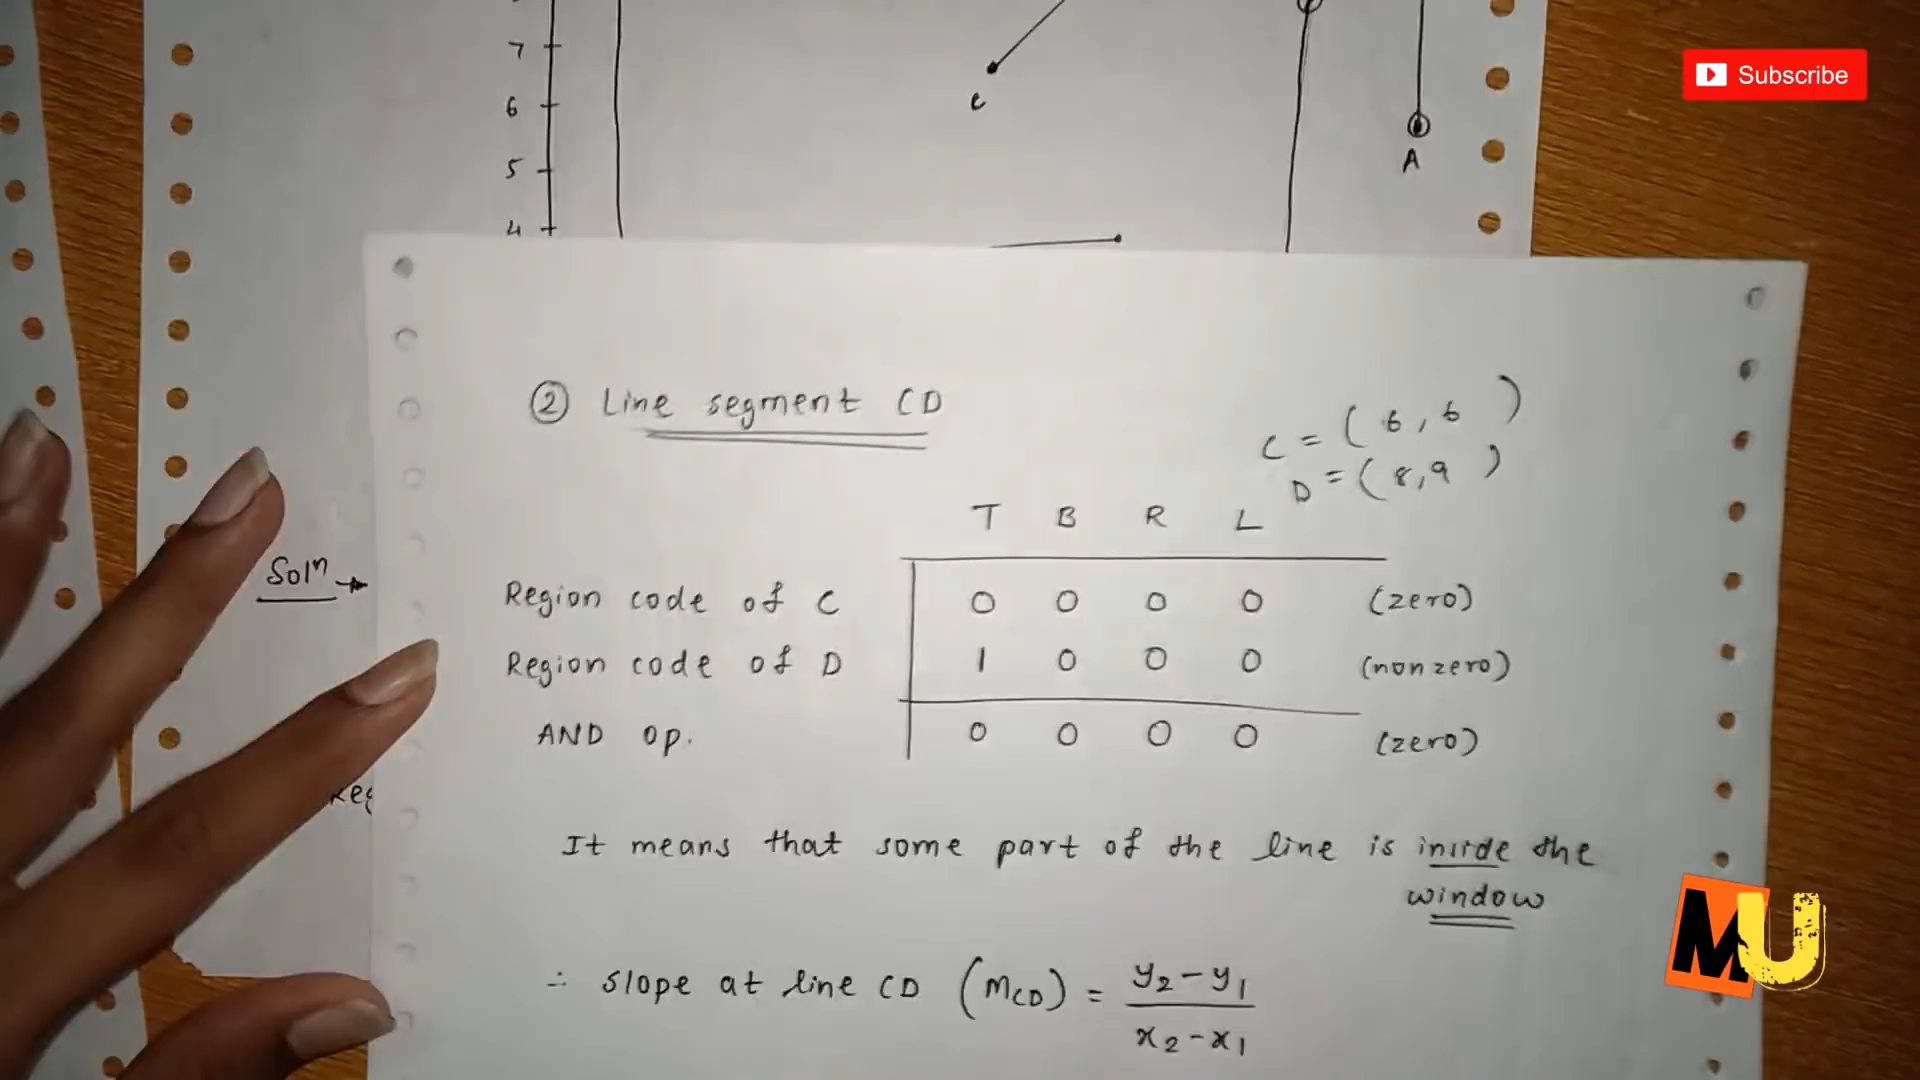 7
6
5
4
c
A
Subscribe
② Line segment CD
C = ( 6, 6 )
D = ( 8, 9 )
T B R L
Region code of C 0 0 0 0 (zero)
Region code of D 1 0 0 0 (nonzero)
AND op. 0 0 0 0 (zero)
Solⁿ →
Reg
It means that some part of the line is inside the
window
∴ slope at line CD (mCD) = y2 - y1 / x2 - x1
MU